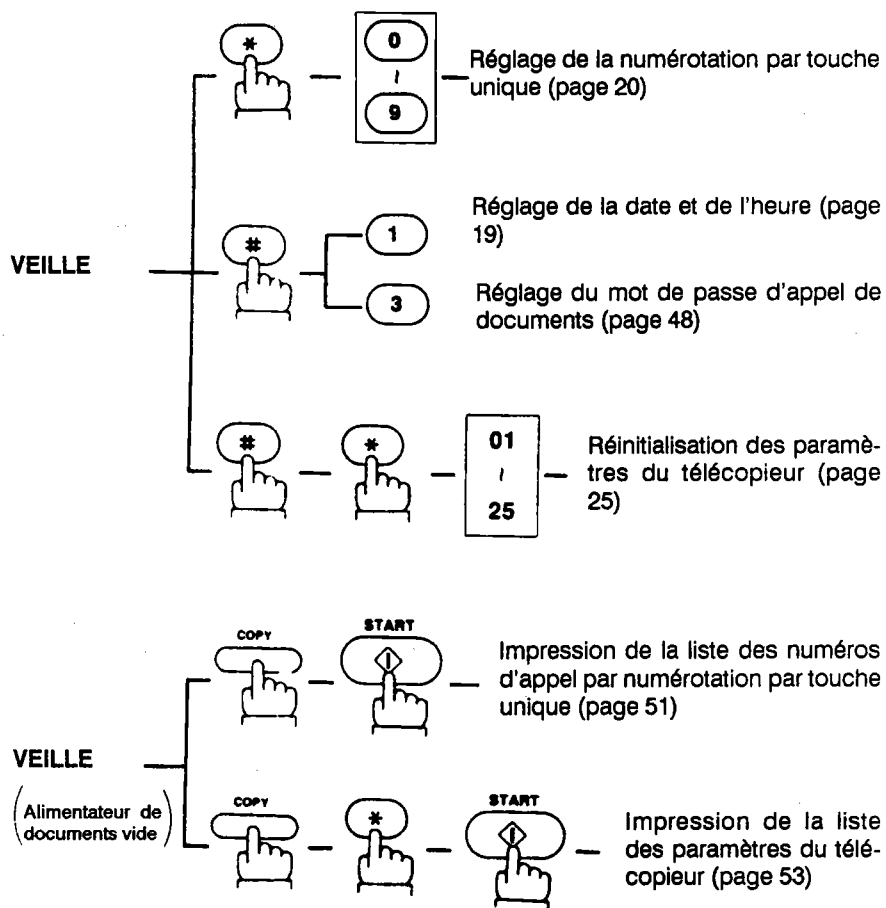 *
0
~
9
Réglage de la numérotation par touche
unique (page 20)
VEILLE
#
1
Réglage de la date et de l'heure (page
19)
3
Réglage du mot de passe d'appel de
documents (page 48)
#
*
01
~
25
Réinitialisation des paramè-
tres du télécopieur (page
25)
COPY
START
Impression de la liste des numéros
d'appel par numérotation par touche
unique (page 51)
VEILLE
(Alimentateur de
documents vide)
COPY
*
START
Impression de la liste
des paramètres du télé-
copieur (page 53)